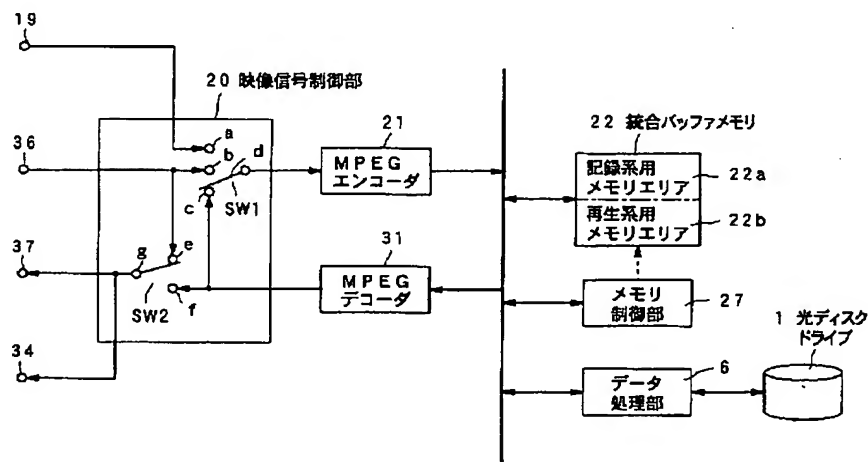 19
20 映像信号制御部
36
a
b
d
c
SW1
21
MPEG
エンコーダ
22 統合バッファメモリ
記録系用
メモリエリア
22a
再生系用
メモリエリア
22b
37
g
e
SW2
f
31
MPEG
デコーダ
メモリ
制御部
27
1 光ディスク
ドライブ
34
データ
処理部
6